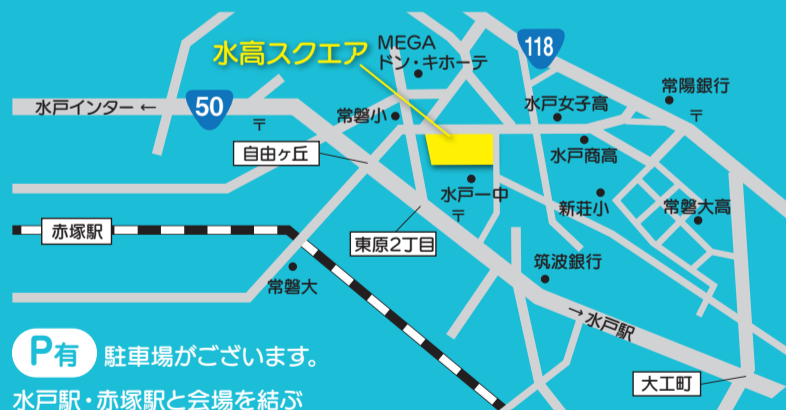 118
MEGA
ドン・キホーテ
水高スクエア
常陽銀行
水戸インター ←
50
〒
常磐小
水戸女子高
〒
自由ヶ丘
水戸商高
水戸一中
〒
新荘小
常磐大高
赤塚駅
東原2丁目
筑波銀行
常磐大
→水戸駅
P有 駐車場がございます。
大工町
水戸駅・赤塚駅と会場を結ぶ